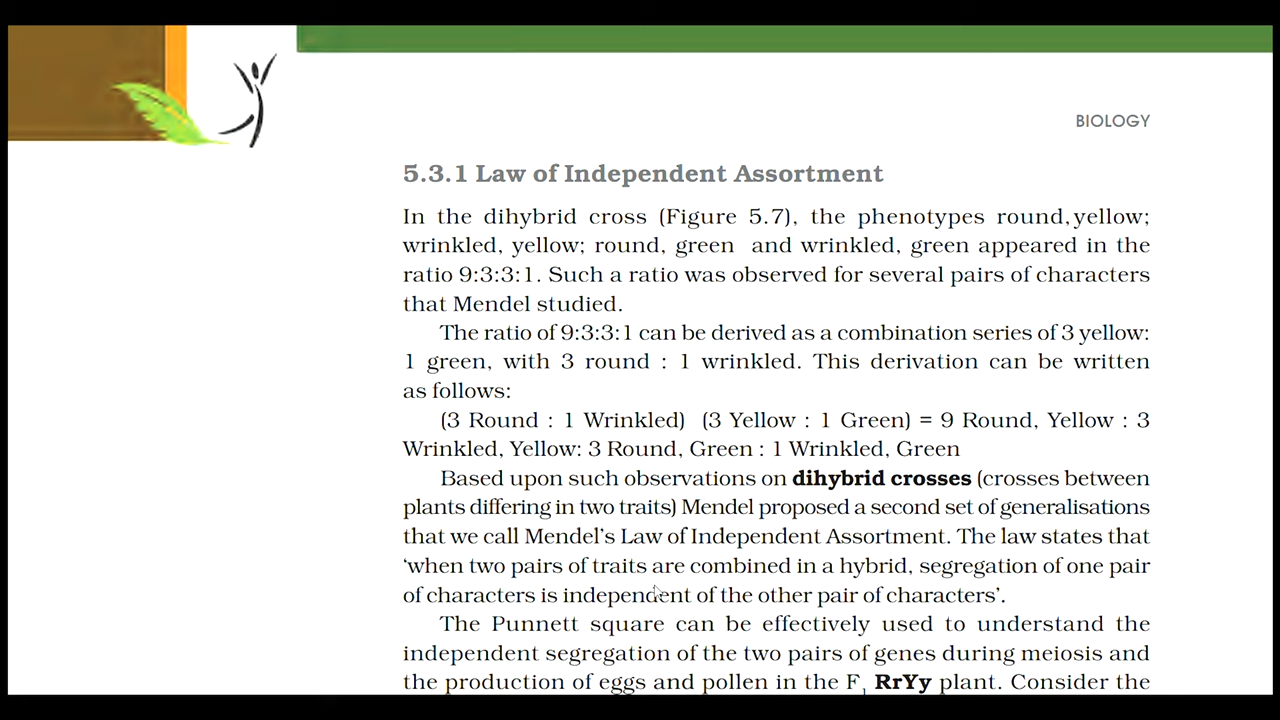 BIOLOGY
5.3.1 Law of Independent Assortment
In the dihybrid cross (Figure 5.7), the phenotypes round, yellow;
wrinkled, yellow; round, green and wrinkled, green appeared in the
ratio 9:3:3:1. Such a ratio was observed for several pairs of characters
that Mendel studied.
The ratio of 9:3:3:1 can be derived as a combination series of 3 yellow:
1 green, with 3 round : 1 wrinkled. This derivation can be written
as follows:
(3 Round : 1 Wrinkled) (3 Yellow : 1 Green) = 9 Round, Yellow : 3
Wrinkled, Yellow: 3 Round, Green : 1 Wrinkled, Green
Based upon such observations on dihybrid crosses (crosses between
plants differing in two traits) Mendel proposed a second set of generalisations
that we call Mendel's Law of Independent Assortment. The law states that
‘when two pairs of traits are combined in a hybrid, segregation of one pair
of characters is independent of the other pair of characters’.
The Punnett square can be effectively used to understand the
independent segregation of the two pairs of genes during meiosis and
the production of eggs and pollen in the F₁ RrYy plant. Consider the